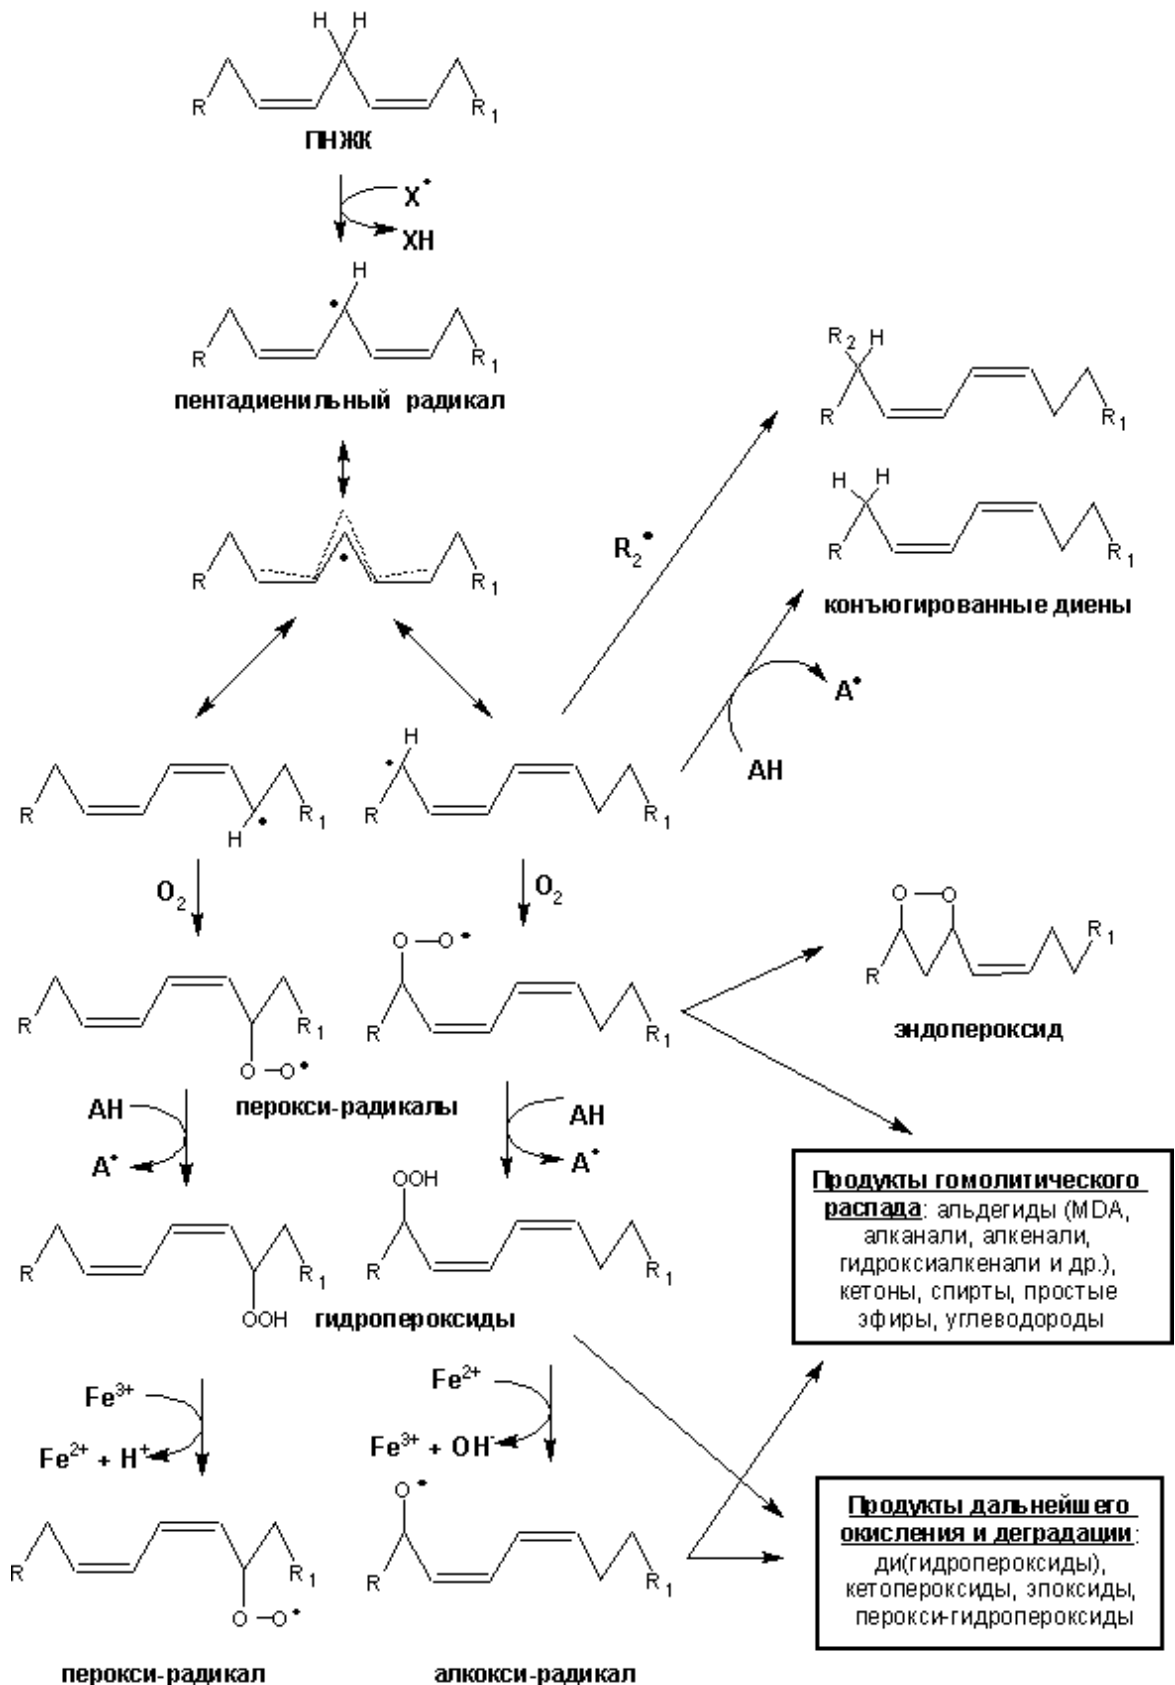 H H
R R1
ПНЖК
X•
XH
H
•
R R1
пентадиенильный радикал
R2 H
R R1
H H
R R1
конъюгированные диены
R • R1
R2•
A•
AH
H
•
R H • R1
R R1
O2
O2
O O
R R1
эндопероксид
O O•
R R1
R R1
O O•
перокси-радикалы
AH
A•
AH
A•
OOH
R R1
R R1
OOH
гидропероксиды
Продукты гомолитического
распада: альдегиды (MDA,
алканали, алкенали,
гидроксиалкенали и др.),
кетоны, спирты, простые
эфиры, углеводороды
Fe3+
Fe2+ + H+
Fe2+
Fe3+ + OH-
O•
R R1
R R1
O O•
Продукты дальнейшего
окисления и деградации:
ди(гидропероксиды),
кетопероксиды, эпоксиды,
перокси-гидропероксиды
перокси-радикал
алкокси-радикал